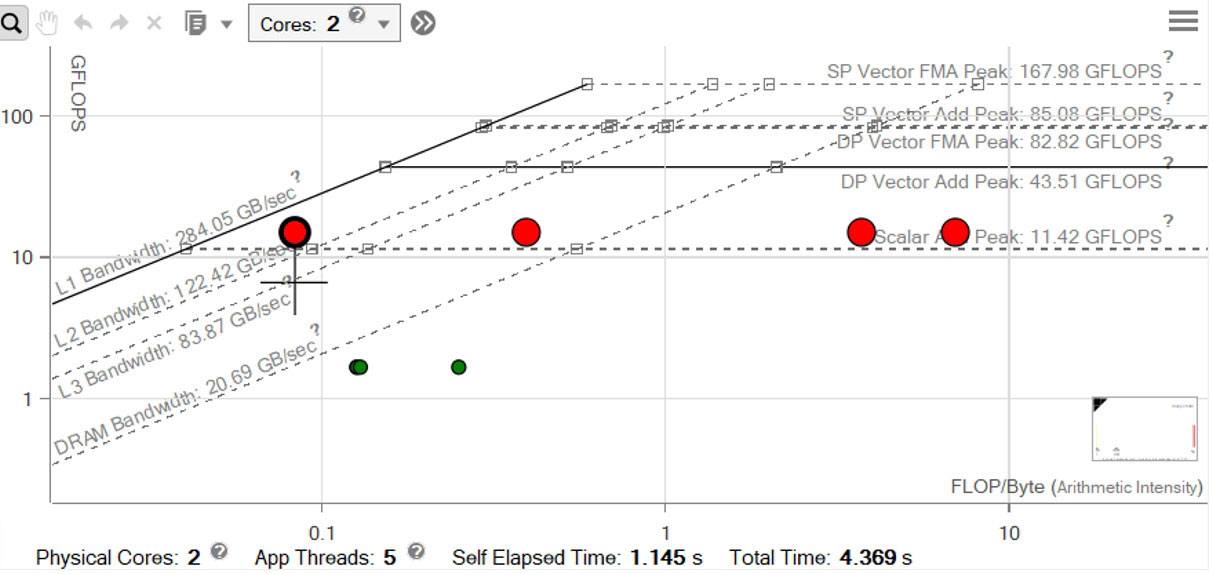 Cores: 2 ?
GFLOPS
SP Vector FMA Peak: 167.98 GFLOPS ?
100
SP Vector Add Peak: 85.08 GFLOPS ?
DP Vector FMA Peak: 82.82 GFLOPS ?
DP Vector Add Peak: 43.51 GFLOPS ?
L1 Bandwidth: 284.05 GB/sec ?
Scalar A Peak: 11.42 GFLOPS ?
10
L2 Bandwidth: 122.42 GB/sec
L3 Bandwidth: 83.87 GB/sec ?
DRAM Bandwidth: 20.69 GB/sec ?
1
FLOP/Byte (Arithmetic Intensity)
0.1 1 10
Physical Cores: 2 ? App Threads: 5 ? Self Elapsed Time: 1.145 s Total Time: 4.369 s